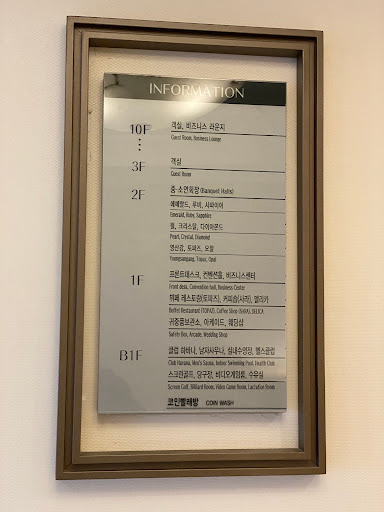 INFORMATION
10F 객실, 비즈니스 라운지
Guest Room, Business Lounge
3F 객실
Guest Room
2F 중·소연회장(Banquet Halls)
에메랄드, 루비, 사파이어
Emerald, Ruby, Sapphire
펄, 크리스탈, 다이아몬드
Pearl, Crystal, Diamond
영산강, 토파즈, 오팔
Youngsangang, Topaz, Opal
1F 프론트데스크, 컨벤션홀, 비즈니스센터
Front desk, Convention hall, Business Center
뷔페 레스토랑(토파즈), 커피숍(사라), 델리카
Buffet Restaurant (TOPAZ), Coffee Shop (SARA), DELICA
귀중품보관소, 아케이드, 웨딩샵
Safety Box, Arcade, Wedding Shop
B1F 클럽 하바나, 남자사우나, 실내수영장, 헬스클럽
Club Havana, Men's Sauna, Indoor Swimming Pool, Health Club
스크린골프, 당구장, 비디오게임룸, 수유실
Screen Golf, Billiard Room, Video Game Room, Lactation Room
코인빨래방 COIN WASH